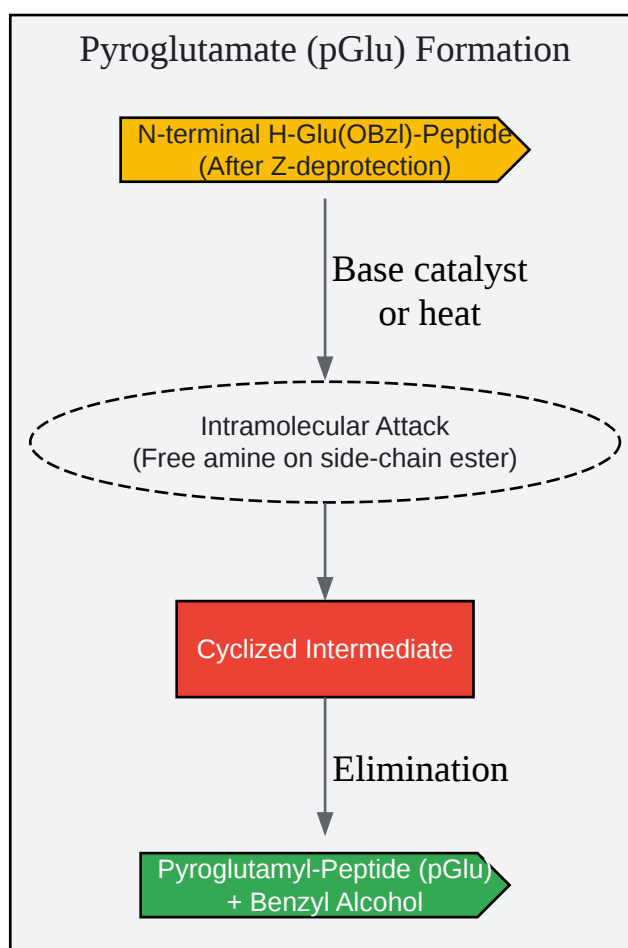 Pyroglutamate (pGlu) Formation
N-terminal H-Glu(OBzl)-Peptide
(After Z-deprotection)
Base catalyst
or heat
Intramolecular Attack
(Free amine on side-chain ester)
Cyclized Intermediate
Elimination
Pyroglutamyl-Peptide (pGlu)
+ Benzyl Alcohol